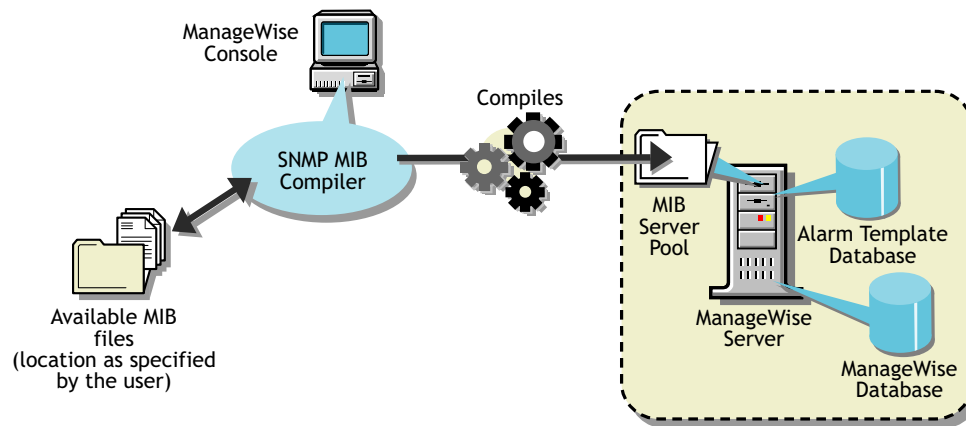 ManageWise
Console
Compiles
SNMP MIB
Compiler
MIB
Server
Pool
Alarm Template
Database
ManageWise
Server
ManageWise
Database
Available MIB
files
(location as specified
by the user)